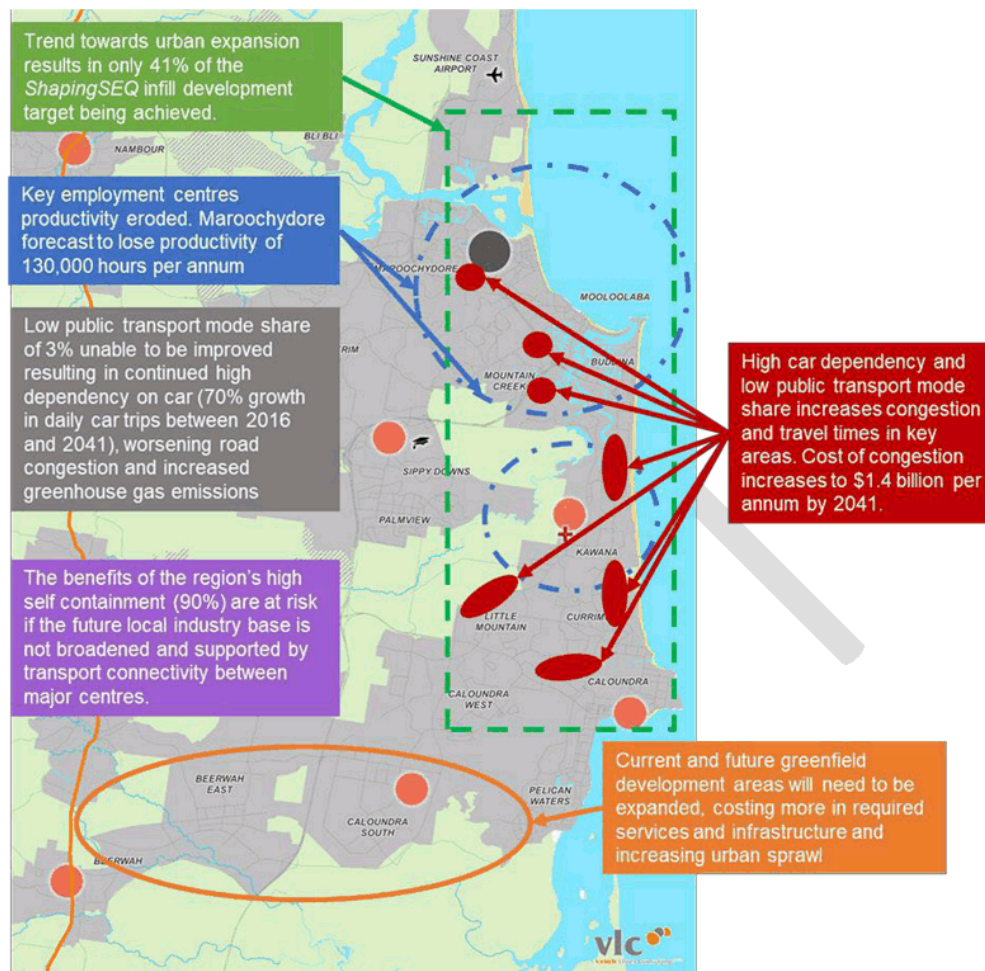 Trend towards urban expansion
results in only 41% of the
ShapingSEQ infill development
target being achieved.
SUNSHINE COAST
AIRPORT
BLI BLI
NAMBOUR
Key employment centres
productivity eroded. Maroochydore
forecast to lose productivity of
130,000 hours per annum
MAROOCHYDORE
MOOLOOLABA
Low public transport mode share
of 3% unable to be improved
resulting in continued high
dependency on car (70% growth
in daily car trips between 2016
and 2041), worsening road
congestion and increased
greenhouse gas emissions
RIM
BUDDINA
MOUNTAIN
CREEK
High car dependency and
low public transport mode
share increases congestion
and travel times in key
areas. Cost of congestion
increases to $1.4 billion per
annum by 2041.
SIPPY DOWNS
PALMVIEW
KAWANA
The benefits of the region's high
self containment (90%) are at risk
if the future local industry base is
not broadened and supported by
transport connectivity between
major centres.
LITTLE
MOUNTAIN
CURRIM
CALOUNDRA
WEST
CALOUNDRA
BEERWAH
EAST
CALOUNDRA
SOUTH
PELICAN
WATERS
Current and future greenfield
development areas will need to be
expanded, costing more in required
services and infrastructure and
increasing urban sprawl
BEERWAH
vlc